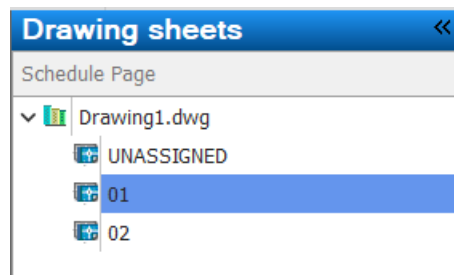 Drawing sheets
Schedule Page
Drawing1.dwg
UNASSIGNED
01
02